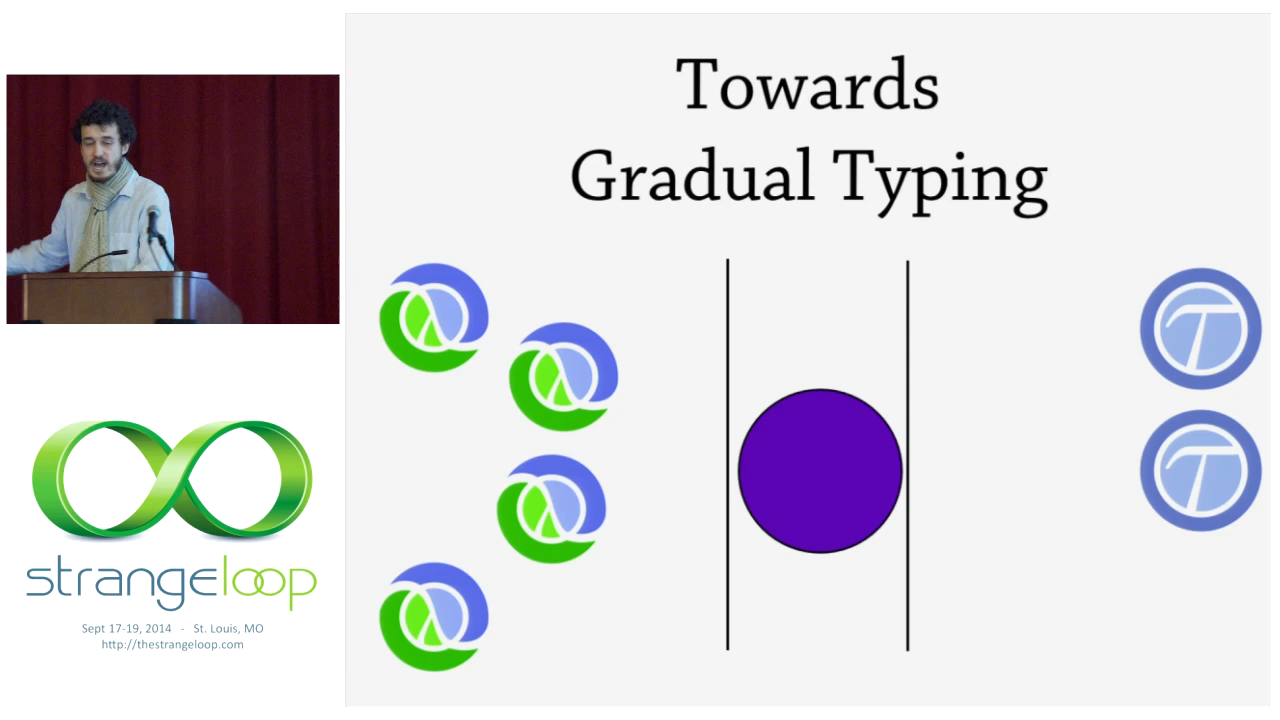 Towards
Gradual Typing
strangeloop
Sept 17-19, 2014 - St. Louis, MO
http://thestrangeloop.com